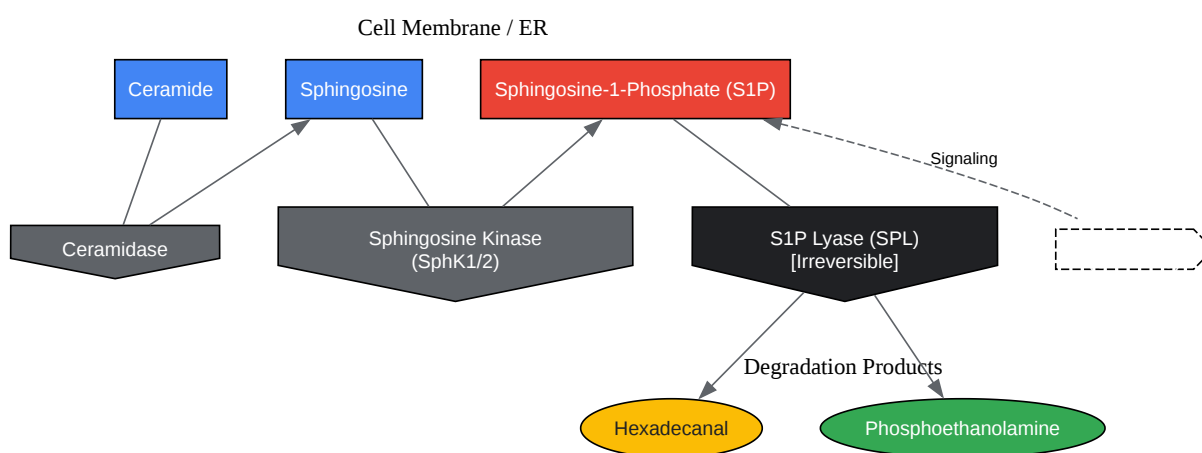 Cell Membrane / ER
Ceramide
Sphingosine
Sphingosine-1-Phosphate (S1P)
Signaling
Ceramidase
Sphingosine Kinase
(SphK1/2)
S1P Lyase (SPL)
[Irreversible]
Degradation Products
Hexadecanal
Phosphoethanolamine